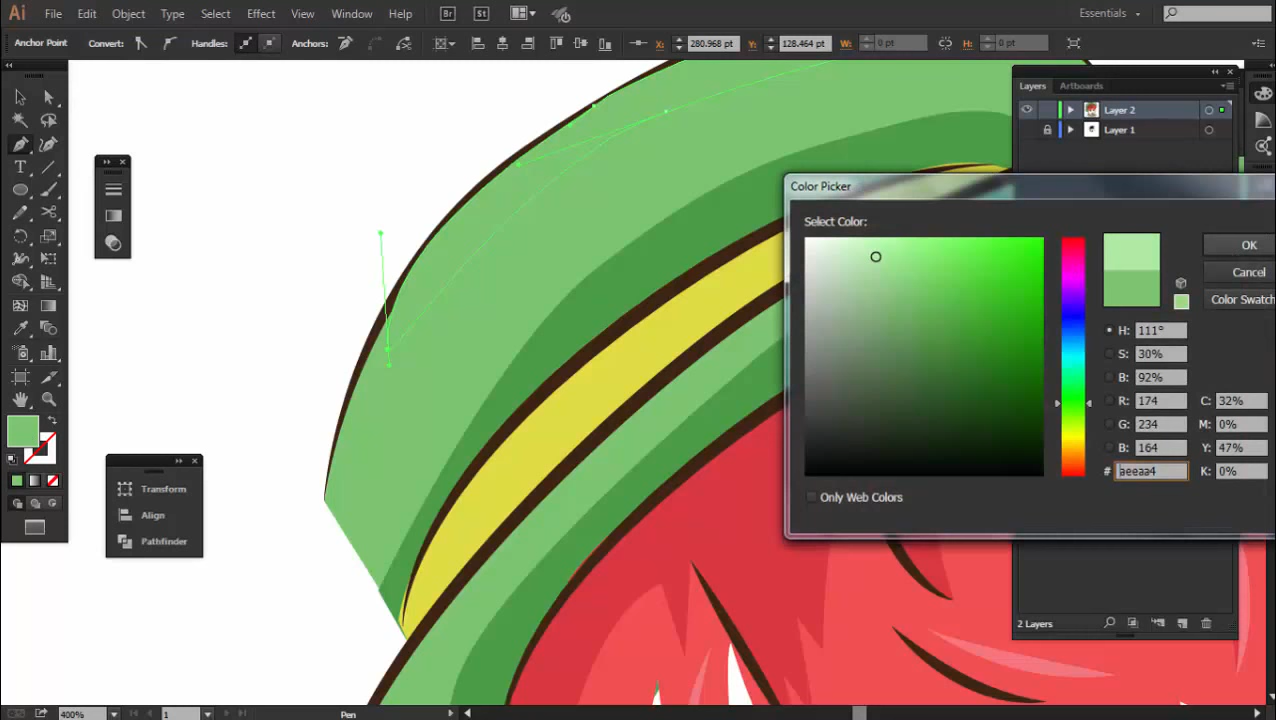 Ai File Edit Object Type Select Effect View Window Help Br St Essentials
Anchor Point Convert: Handles: Anchors: X: 280.968 pt Y: 128.464 pt W: 0 pt H: 0 pt
Layers Artboards
Layer 2
Layer 1
Color Picker
Select Color:
OK
Cancel
Color Swatch
H: 111°
S: 30%
B: 92%
R: 174 C: 32%
G: 234 M: 0%
B: 164 Y: 47%
# aeeaa4 K: 0%
Only Web Colors
Transform
Align
Pathfinder
2 Layers
400% 1 Pen